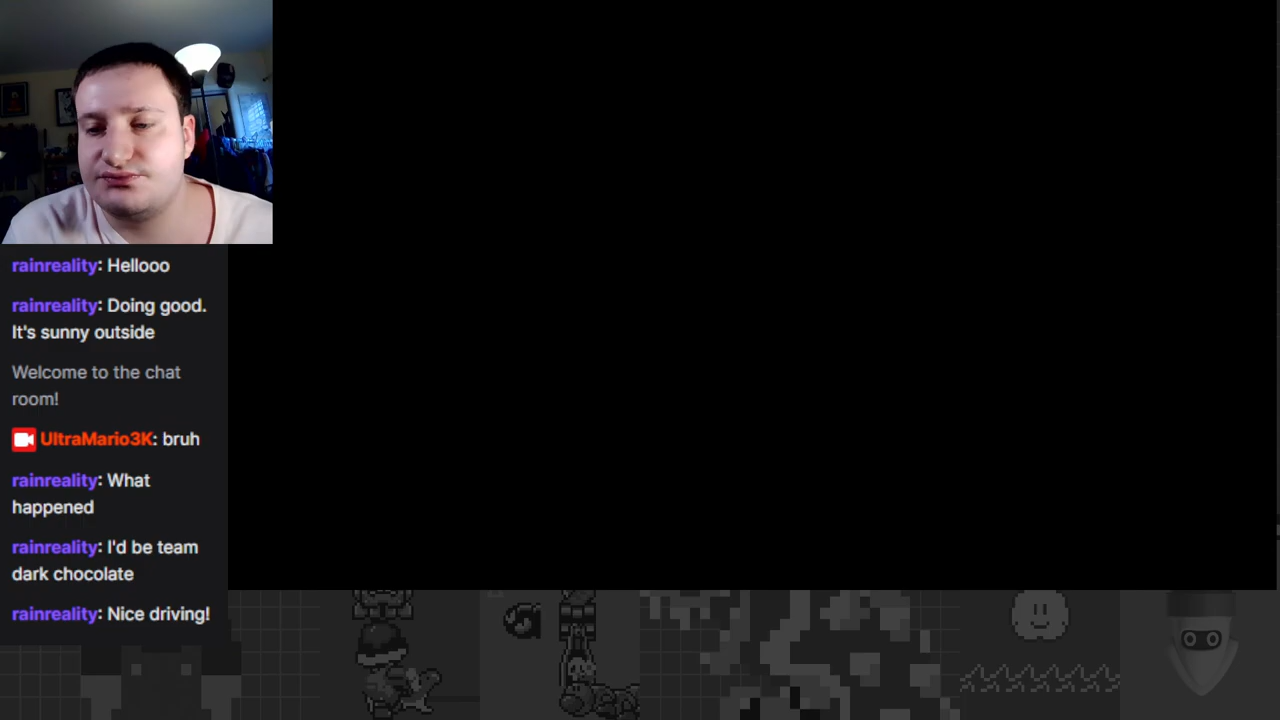 rainreality: Hellooo
rainreality: Doing good.
It's sunny outside
Welcome to the chat
room!
UltraMario3K: bruh
rainreality: What
happened
rainreality: I'd be team
dark chocolate
rainreality: Nice driving!